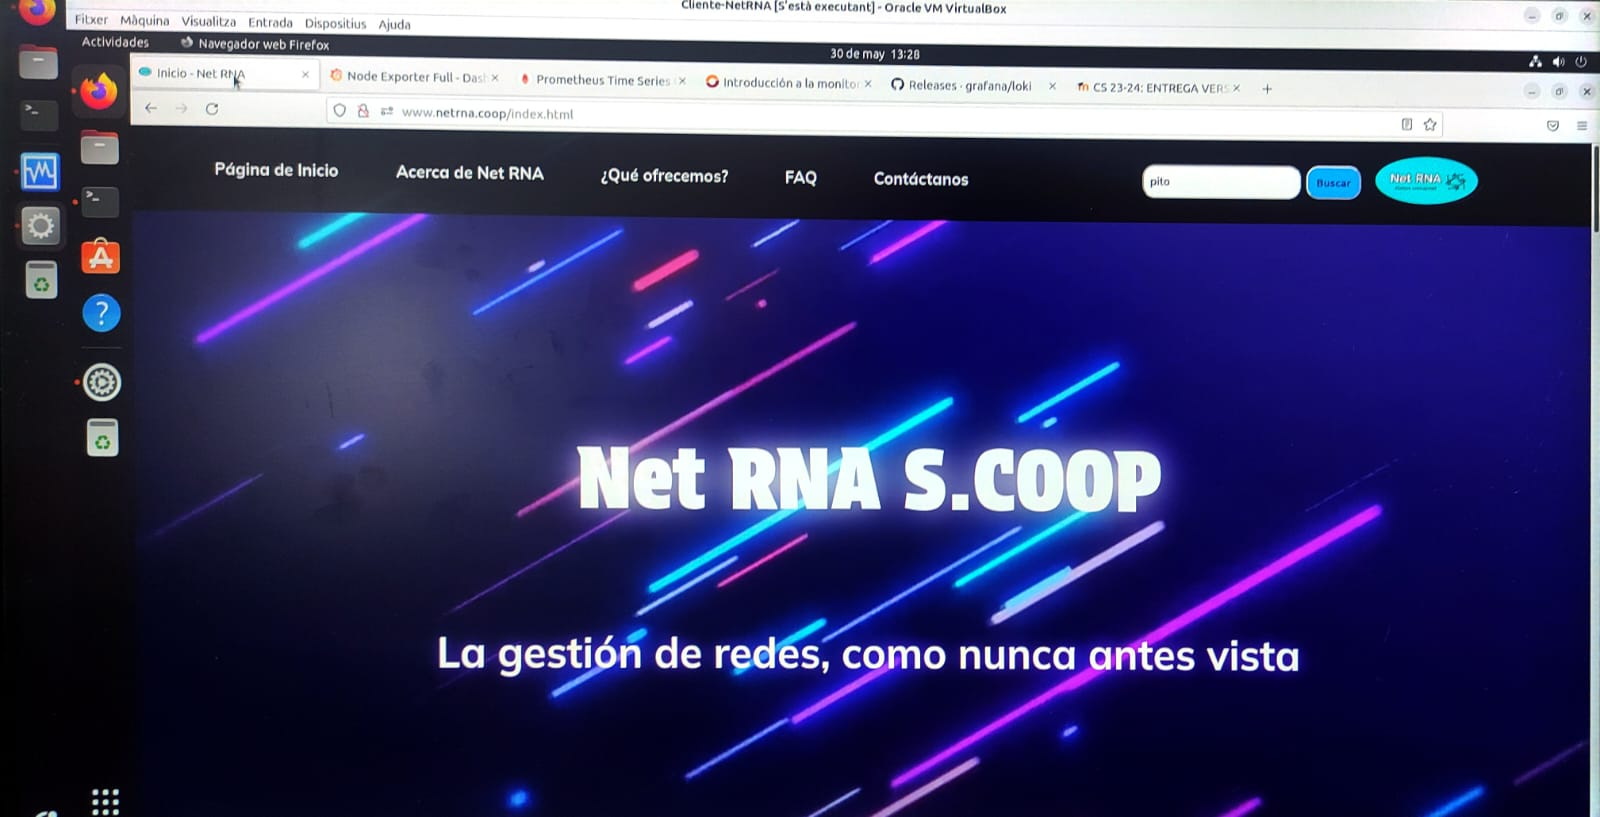 Cliente-NetRNA [S'està executant] - Oracle VM VirtualBox
Fitxer Màquina Visualitza Entrada Dispositius Ajuda
Actividades Navegador web Firefox
30 de may 13:28
Inicio - Net RNA
Node Exporter Full - Das
Prometheus Time Series
Introducción a la monitor
Releases · grafana/loki
CS 23-24: ENTREGA VERS
www.netrna.coop/index.html
Página de Inicio
Acerca de Net RNA
¿Qué ofrecemos?
FAQ
Contáctanos
pito
Buscar
Net RNA
Net RNA S.COOP
La gestión de redes, como nunca antes vista